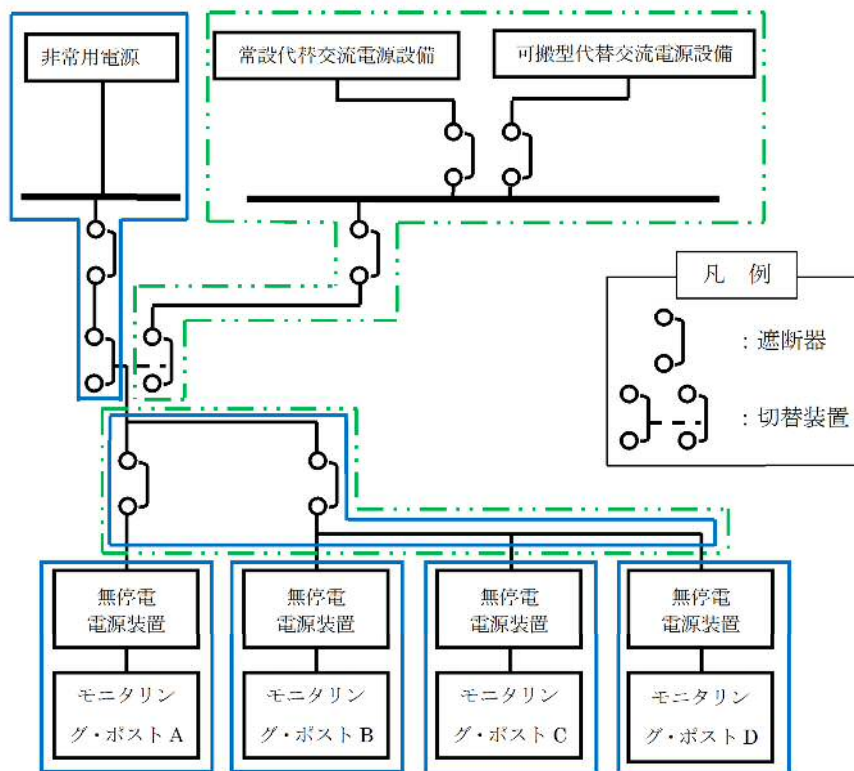 非常用電源
常設代替交流電源設備
可搬型代替交流電源設備
凡 例
：遮断器
：切替装置
無停電
電源装置
無停電
電源装置
無停電
電源装置
無停電
電源装置
モニタリン
グ・ポスト A
モニタリン
グ・ポスト B
モニタリン
グ・ポスト C
モニタリン
グ・ポスト D